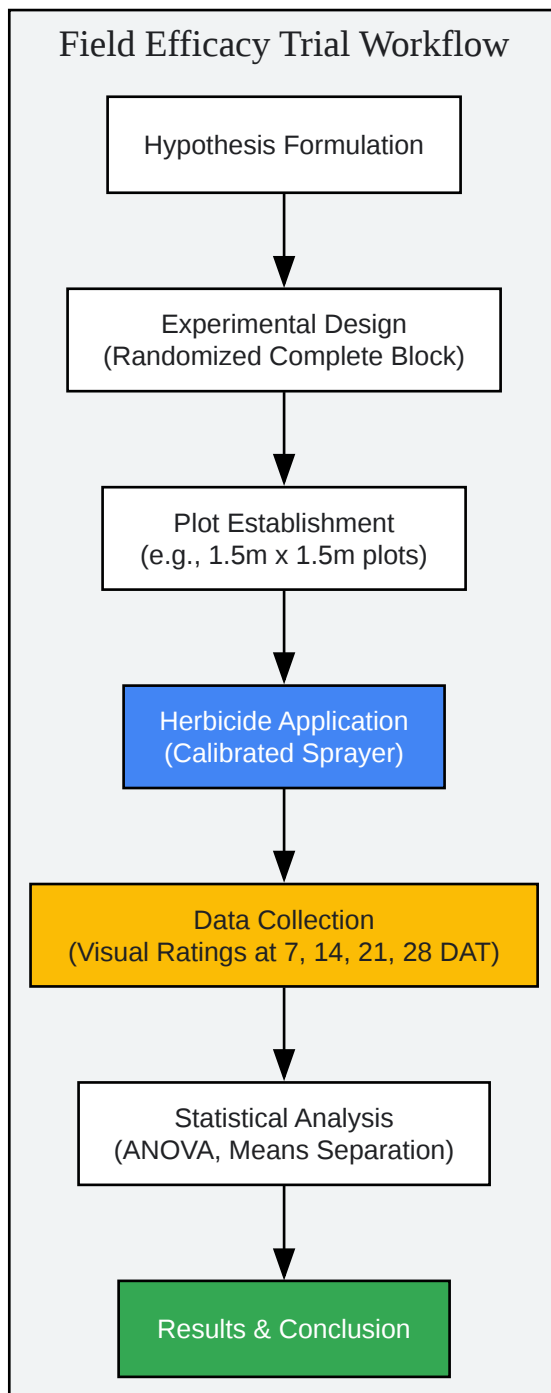 Field Efficacy Trial Workflow
Hypothesis Formulation
Experimental Design
(Randomized Complete Block)
Plot Establishment
(e.g., 1.5m x 1.5m plots)
Herbicide Application
(Calibrated Sprayer)
Data Collection
(Visual Ratings at 7, 14, 21, 28 DAT)
Statistical Analysis
(ANOVA, Means Separation)
Results & Conclusion